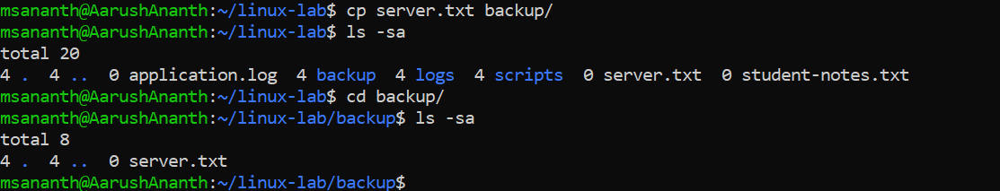 msananth@AarushAnanth:~/linux-lab$ cp server.txt backup/
msananth@AarushAnanth:~/linux-lab$ ls -sa
total 20
4 .  4 ..  0 application.log  4 backup  4 logs  4 scripts  0 server.txt  0 student-notes.txt
msananth@AarushAnanth:~/linux-lab$ cd backup/
msananth@AarushAnanth:~/linux-lab/backup$ ls -sa
total 8
4 .  4 ..  0 server.txt
msananth@AarushAnanth:~/linux-lab/backup$